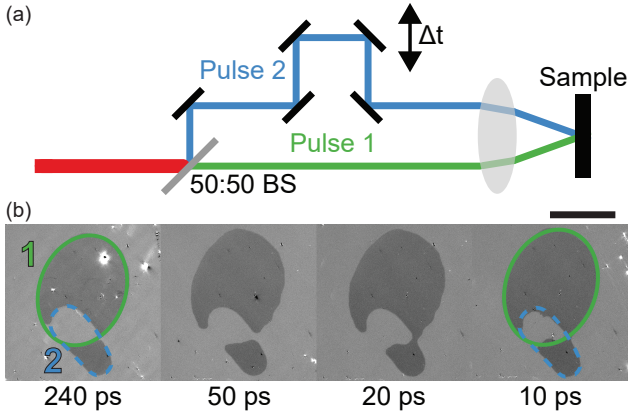 (a)
Δt
Pulse 2
Sample
Pulse 1
50:50 BS
(b)
1
2
240 ps
50 ps
20 ps
10 ps